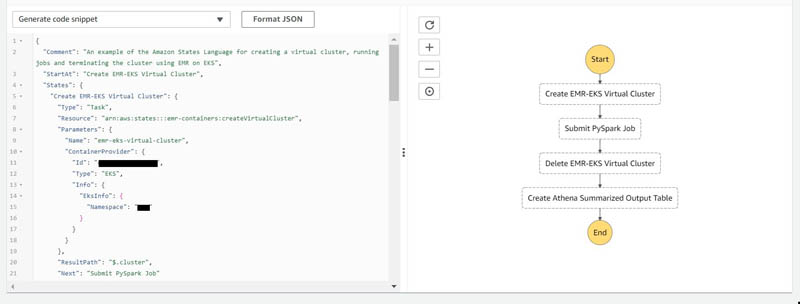 Generate code snippet
Format JSON
1 {
2 "Comment": "An example of the Amazon States Language for creating a virtual cluster, running
jobs and terminating the cluster using EMR on EKS",
3 "StartAt": "Create EMR-EKS Virtual Cluster",
4 "States": {
5 "Create EMR-EKS Virtual Cluster": {
6 "Type": "Task",
7 "Resource": "arn:aws:states:::emr-containers:createVirtualCluster",
8 "Parameters": {
9 "Name": "emr-eks-virtual-cluster",
10 "ContainerProvider": {
11 "Id": "",
12 "Type": "EKS",
13 "Info": {
14 "EksInfo": {
15 "Namespace": "
16 }
17 }
18 }
19 },
20 "ResultPath": "$.cluster",
21 "Next": "Submit PySpark Job"
Start
Create EMR-EKS Virtual Cluster
Submit PySpark Job
Delete EMR-EKS Virtual Cluster
Create Athena Summarized Output Table
End